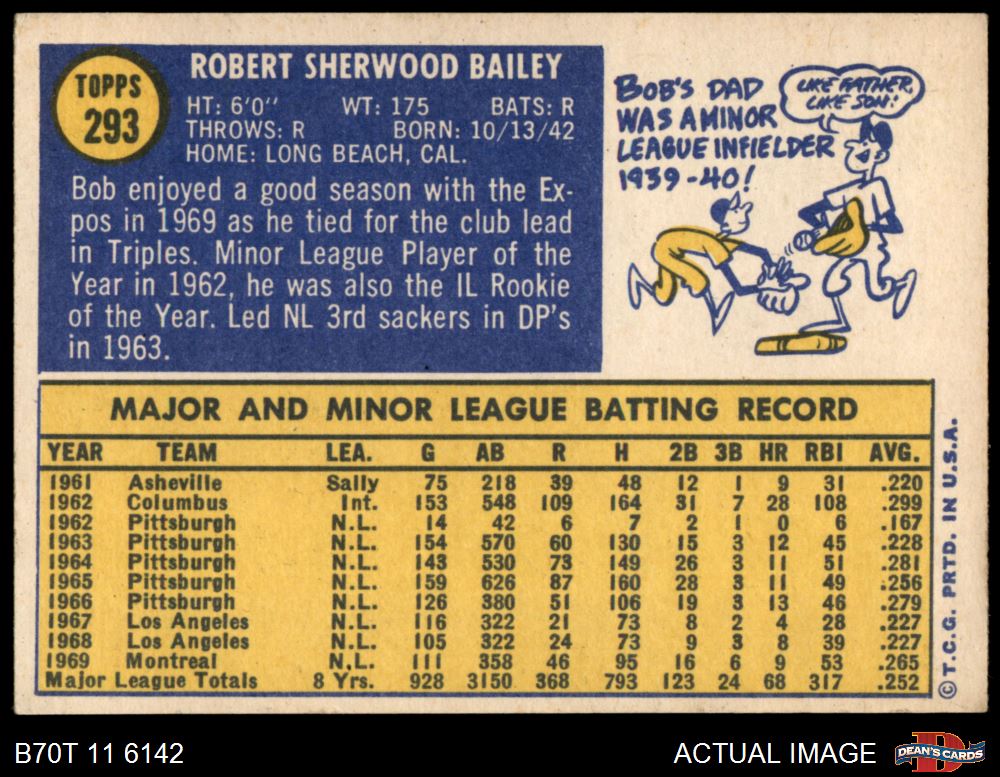 TOPPS
293
ROBERT SHERWOOD BAILEY
HT: 6'0" WT: 175 BATS: R
THROWS: R BORN: 10/13/42
HOME: LONG BEACH, CAL.
Bob enjoyed a good season with the Ex-
pos in 1969 as he tied for the club lead
in Triples. Minor League Player of the
Year in 1962, he was also the IL Rookie
of the Year. Led NL 3rd sackers in DP's
in 1963.
BOB'S DAD
WAS A MINOR
LEAGUE INFIELDER
1939-40!
LIKE FATHER,
LIKE SON!
MAJOR AND MINOR LEAGUE BATTING RECORD
YEAR TEAM LEA. G AB R H 2B 3B HR RBI AVG.
1961 Asheville Sally 75 218 39 48 12 1 9 31 .220
1962 Columbus Int. 153 548 109 164 31 7 28 108 .299
1962 Pittsburgh N.L. 14 42 6 7 2 1 0 6 .167
1963 Pittsburgh N.L. 154 570 60 130 15 3 12 45 .228
1964 Pittsburgh N.L. 143 530 73 149 26 3 11 51 .281
1965 Pittsburgh N.L. 159 626 87 160 28 3 11 49 .256
1966 Pittsburgh N.L. 126 380 51 106 19 3 13 46 .279
1967 Los Angeles N.L. 116 322 21 73 8 2 4 28 .227
1968 Los Angeles N.L. 105 322 24 73 9 3 8 39 .227
1969 Montreal N.L. 111 358 46 95 16 6 9 53 .265
Major League Totals 8 Yrs. 928 3150 368 793 123 24 68 317 .252
© T.C.G. PRTD. IN U.S.A.
B70T 11 6142
ACTUAL IMAGE
D
DEAN'S CARDS